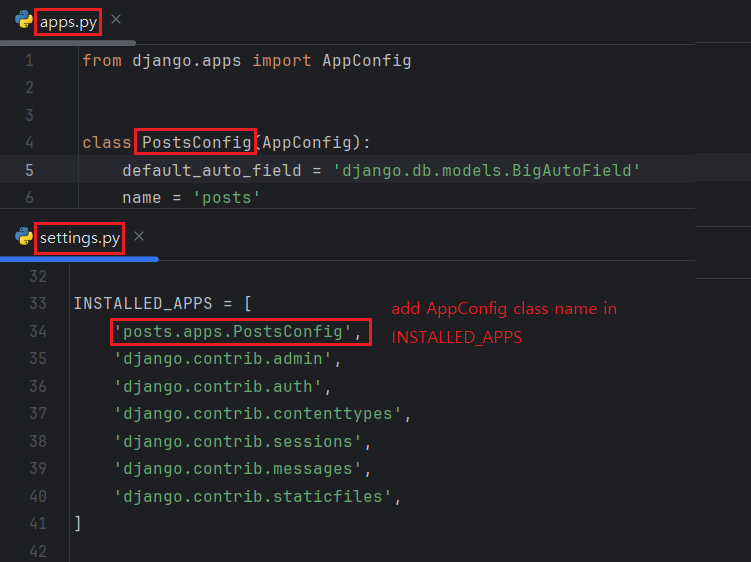 apps.py ×
1 from django.apps import AppConfig
2
3
4 class PostsConfig(AppConfig):
5 default_auto_field = 'django.db.models.BigAutoField'
6 name = 'posts'
settings.py ×
32
33 INSTALLED_APPS = [
34 'posts.apps.PostsConfig',
35 'django.contrib.admin',
36 'django.contrib.auth',
37 'django.contrib.contenttypes',
38 'django.contrib.sessions',
39 'django.contrib.messages',
40 'django.contrib.staticfiles',
41 ]
42
add AppConfig class name in
INSTALLED_APPS